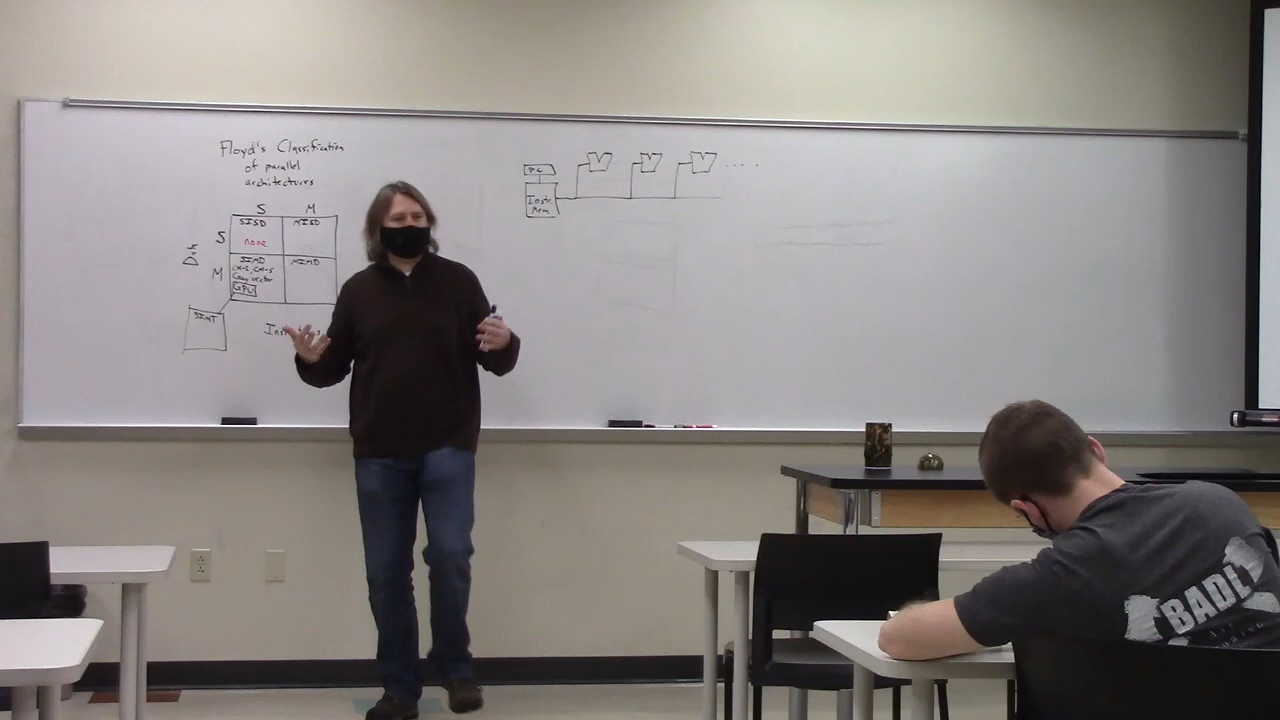 Floyd's Classification
of parallel
architectures
S M
SISD MISD
S
none
SIMD MIMD
CM-2, CM-5
M
Cray vector
GPU
SIMT
PC
Instr.
Mem
....
BADL